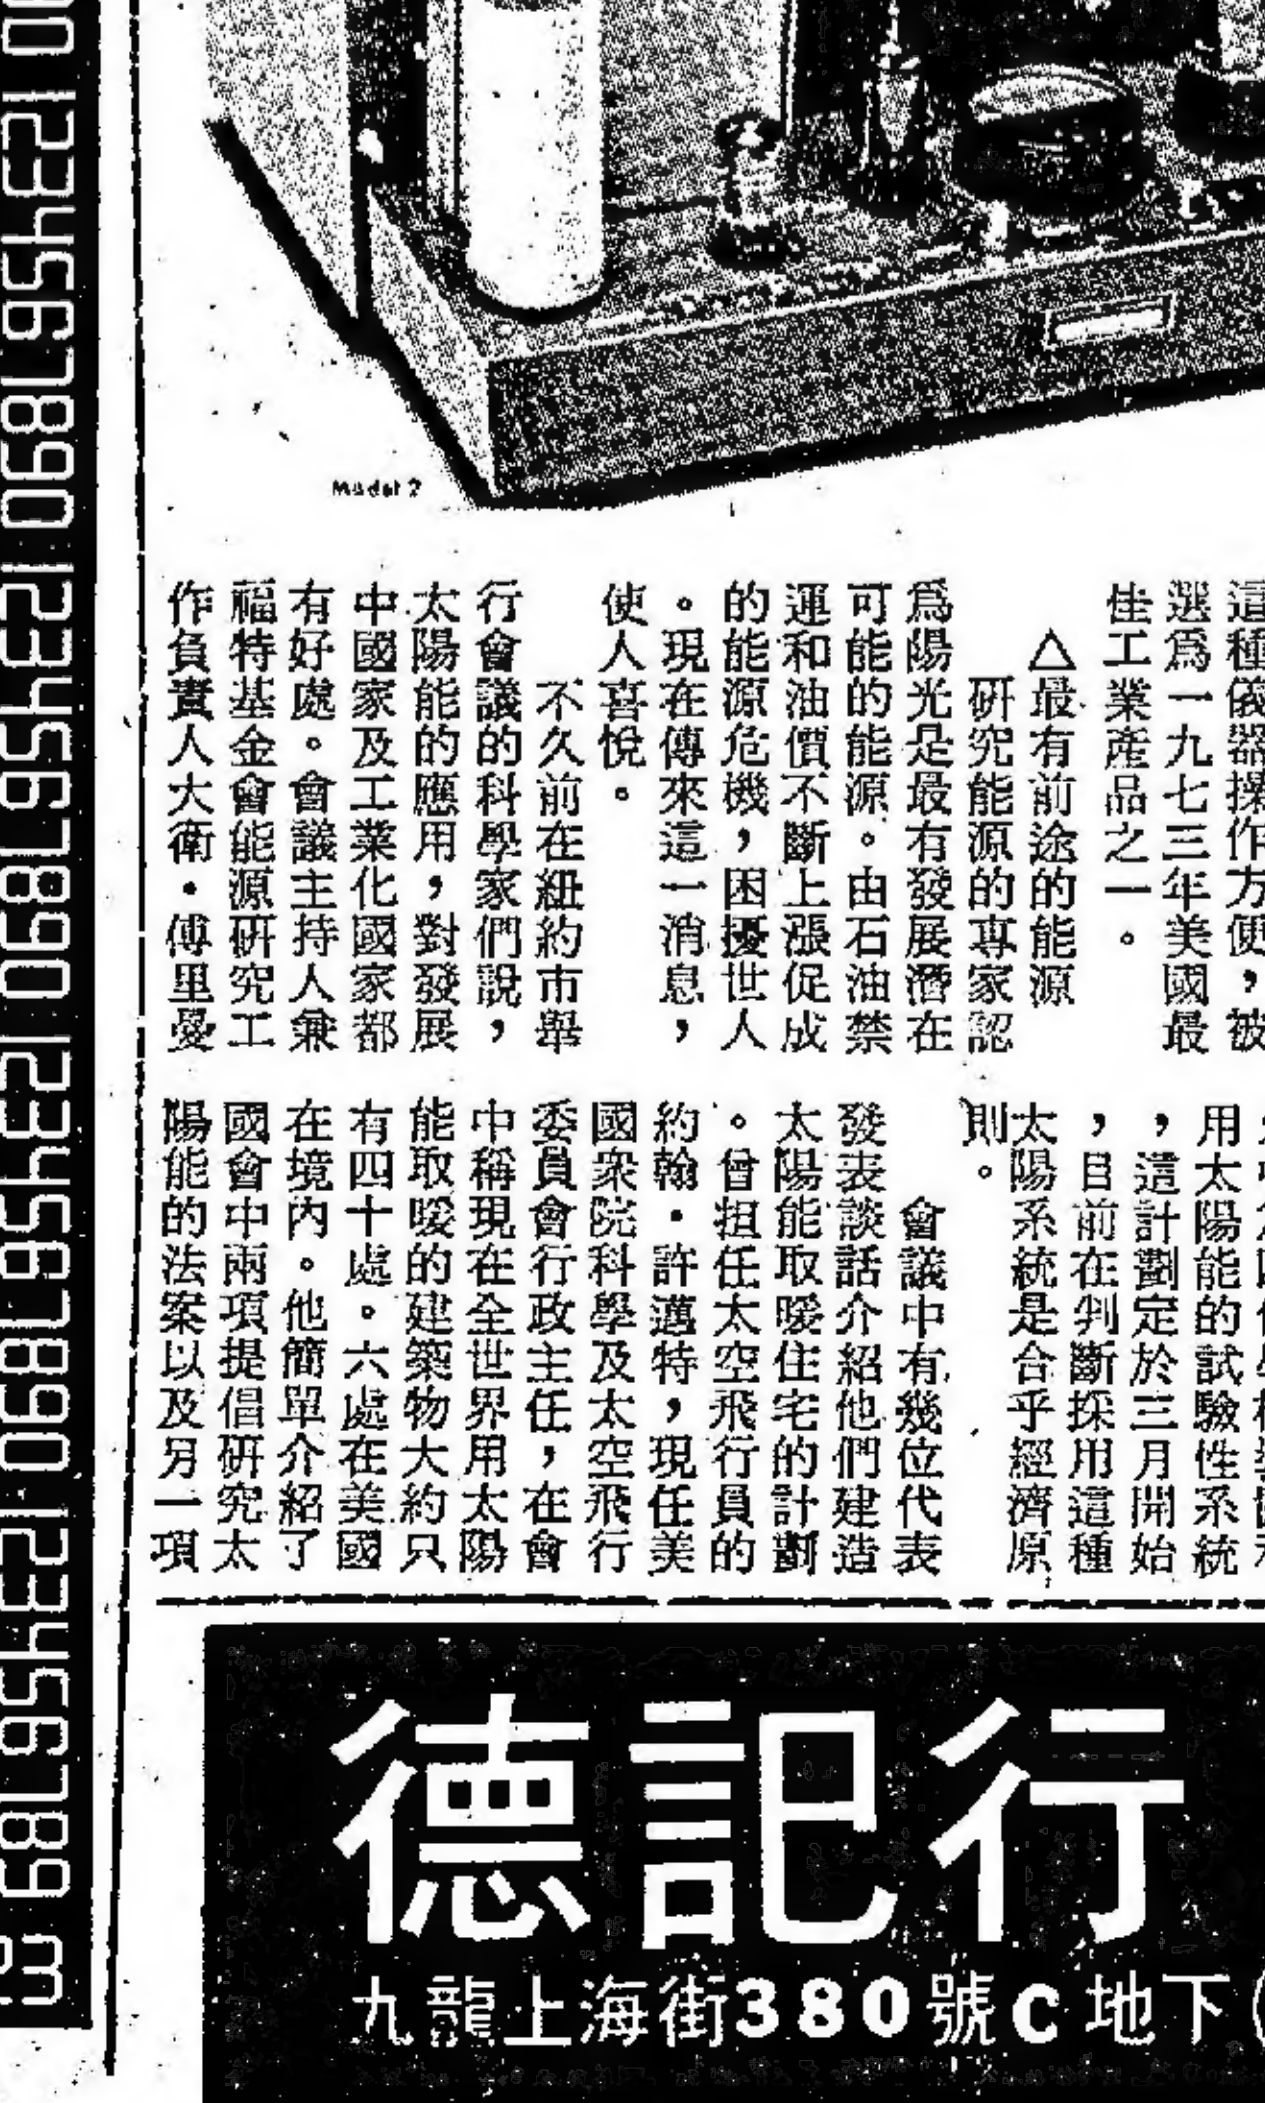 Model 2
這種儀器操作方便，被
選爲一九七三年美國最
佳工業產品之一。
△最有前途的能源
硏究能源的專家認
爲陽光是最有發展潛在
可能的能源。由石油禁
運和油價不斷上漲促成
的能源危機，困擾世人
。現在傳來這一消息，
使人喜悅。
不久前在紐約市舉
行會議的科學家們說，
太陽能的應用，對發展
中國家及工業化國家都
有好處。會議主持人兼
福特基金會能源硏究工
作負責人大衛・傅里曼
用太陽能的試驗性系統
，這計劃定於三月開始
，目前在判斷採用這種
太陽系統是合乎經濟原
則。
會議中有幾位代表
發表談話介紹他們建造
太陽能取暖住宅的計劃
。曾担任太空飛行員的
約翰・許邁特，現任美
國衆院科學及太空飛行
委員會行政主任，在會
中稱現在全世界用太陽
能取暖的建築物大約只
有四十處。六處在美國
在境內。他簡單介紹了
國會中兩項提倡硏究太
陽能的法案以及另一項
德記行
九龍上海街380號C地下(